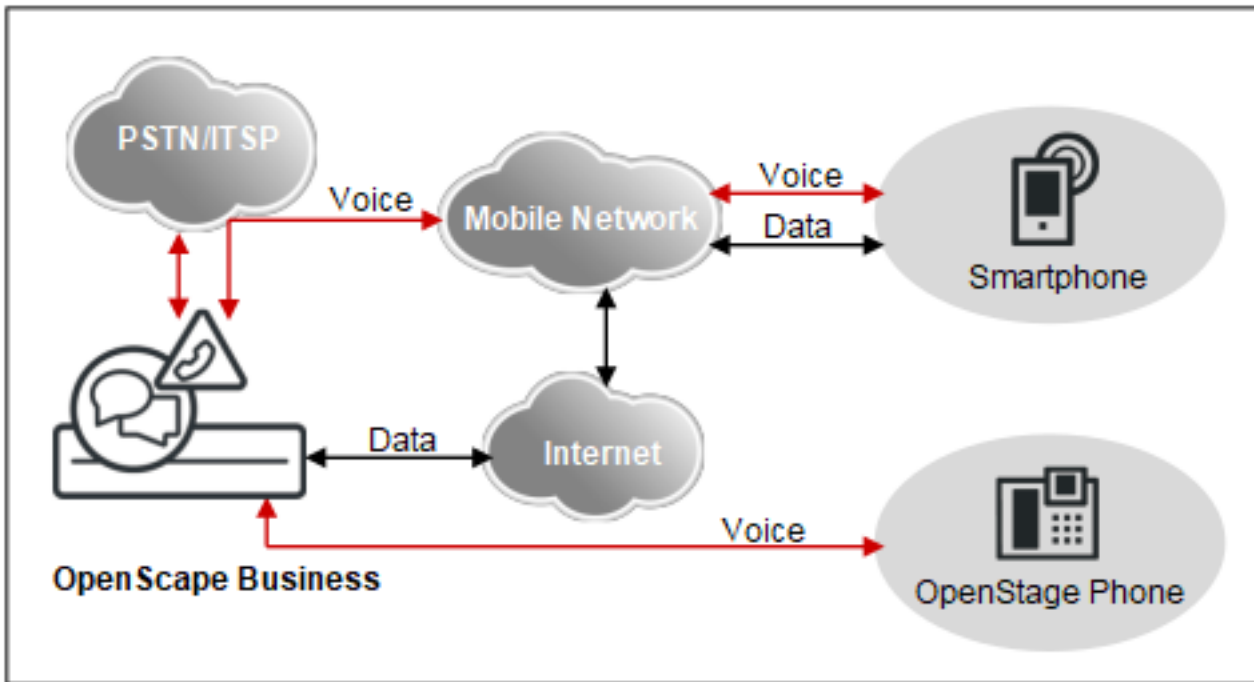 PSTN/ITSP
Voice
Mobile Network
Voice
Data
Smartphone
Data
Internet
Voice
OpenScape Business
OpenStage Phone